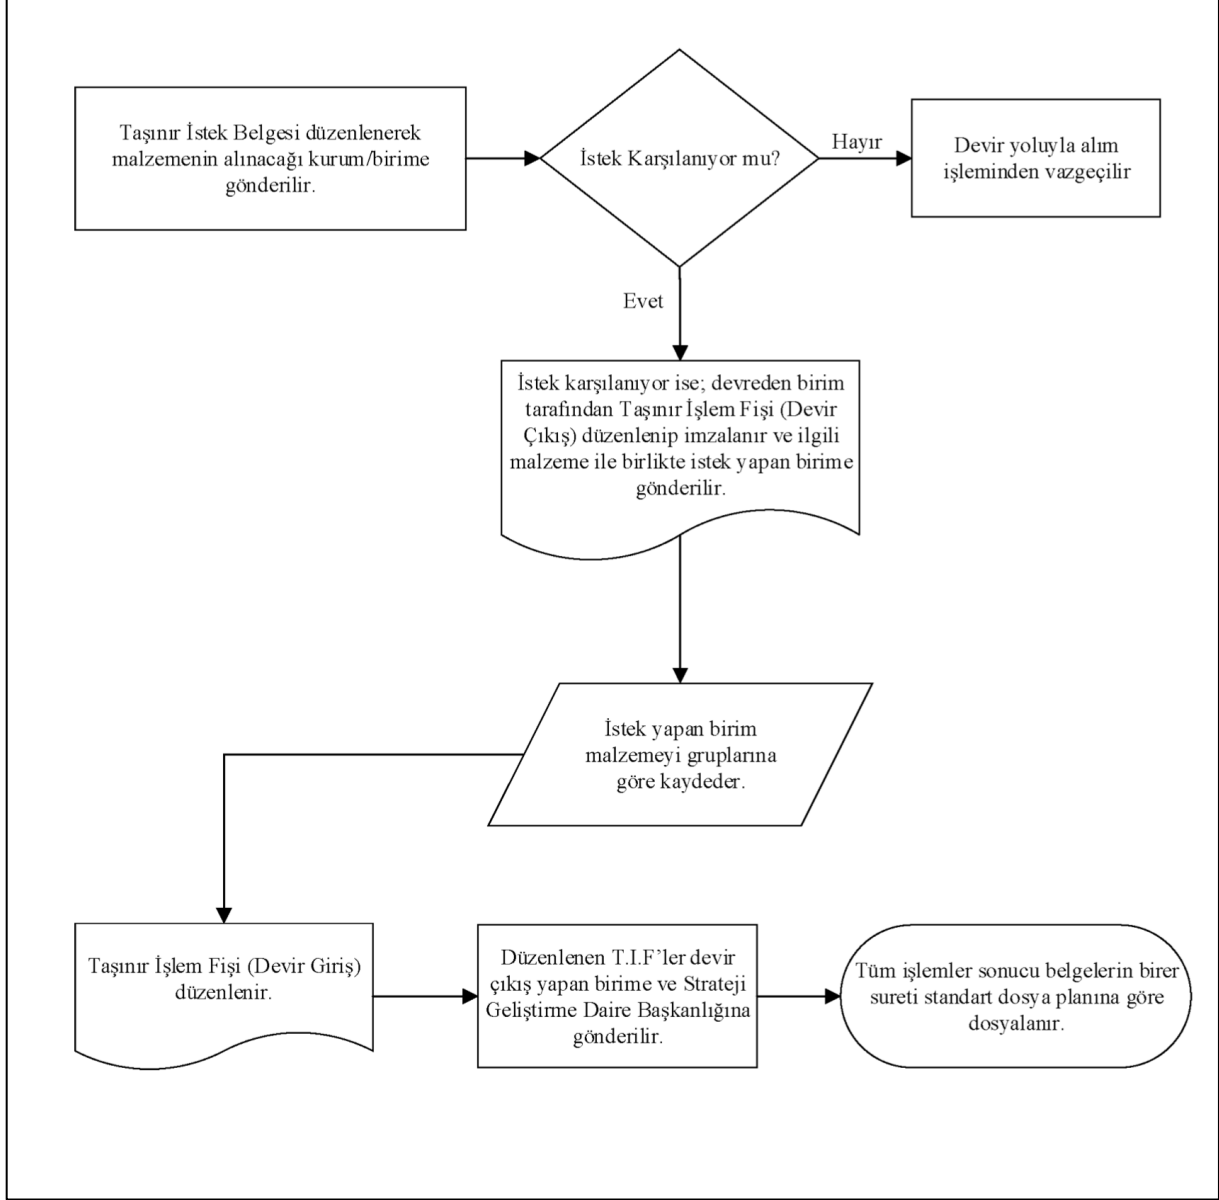 Taşınır İstek Belgesi düzenlenerek
malzemenin alınacağı kurum/birime
gönderilir.
İstek Karşılanıyor mu?
Hayır
Devir yoluyla alım
işleminden vazgeçilir
Evet
İstek karşılanıyor ise; devreden birim
tarafından Taşınır İşlem Fişi (Devir
Çıkış) düzenlenip imzalanır ve ilgili
malzeme ile birlikte istek yapan birime
gönderilir.
İstek yapan birim
malzemeyi gruplarına
göre kaydeder.
Taşınır İşlem Fişi (Devir Giriş)
düzenlenir.
Düzenlenen T.I.F’ler devir
çıkış yapan birime ve Strateji
Geliştirme Daire Başkanlığına
gönderilir.
Tüm işlemler sonucu belgelerin birer
sureti standart dosya planına göre
dosyalanır.